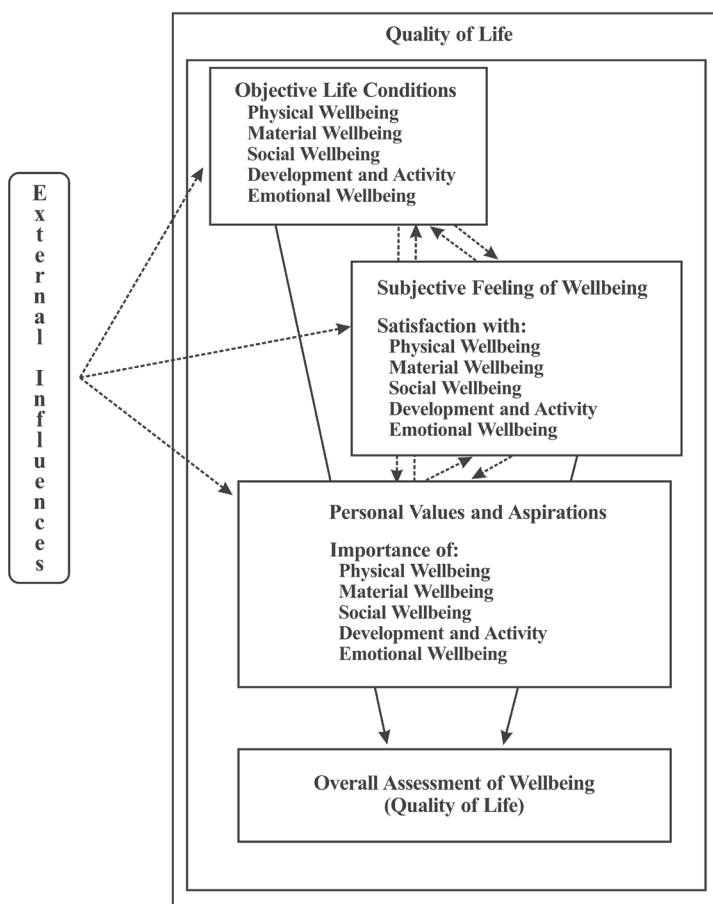 Quality of Life
Objective Life Conditions
Physical Wellbeing
Material Wellbeing
Social Wellbeing
Development and Activity
Emotional Wellbeing
External Influences
Subjective Feeling of Wellbeing
Satisfaction with:
Physical Wellbeing
Material Wellbeing
Social Wellbeing
Development and Activity
Emotional Wellbeing
Personal Values and Aspirations
Importance of:
Physical Wellbeing
Material Wellbeing
Social Wellbeing
Development and Activity
Emotional Wellbeing
Overall Assessment of Wellbeing
(Quality of Life)